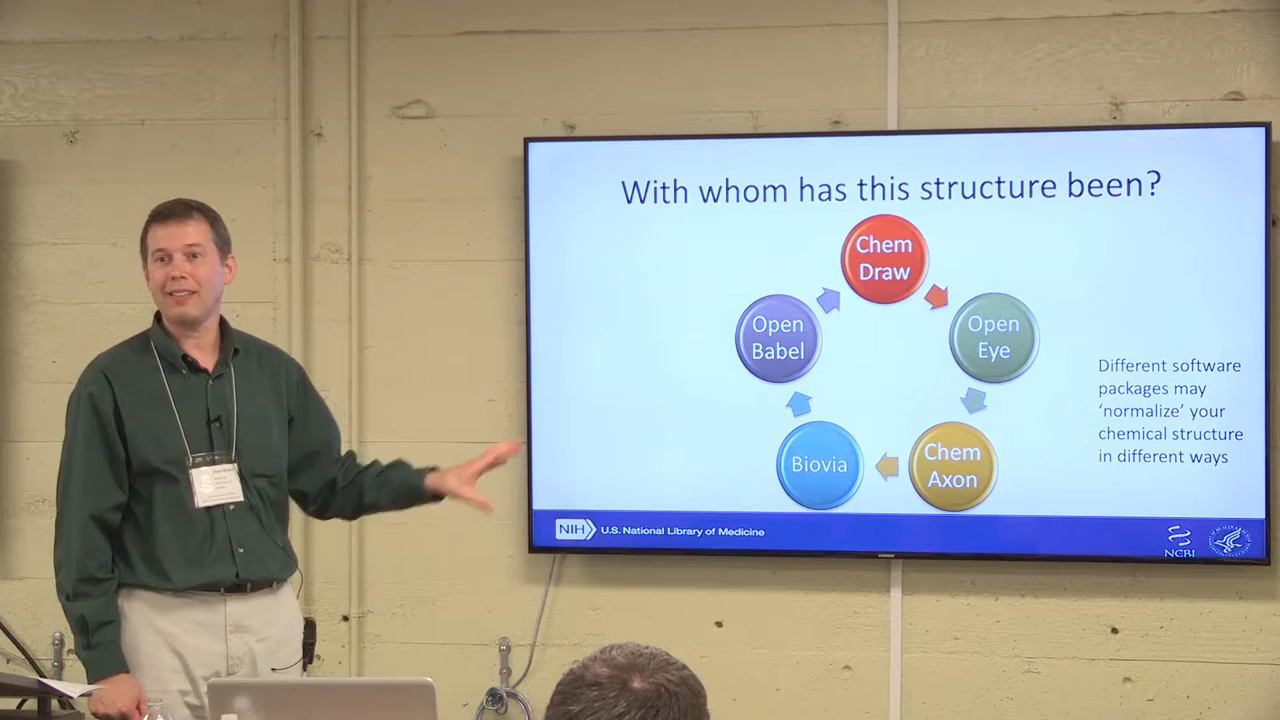 With whom has this structure been?
Chem
Draw
Open
Eye
Chem
Axon
Biovia
Open
Babel
Different software
packages may
‘normalize’ your
chemical structure
in different ways
NIH
U.S. National Library of Medicine
NCBI